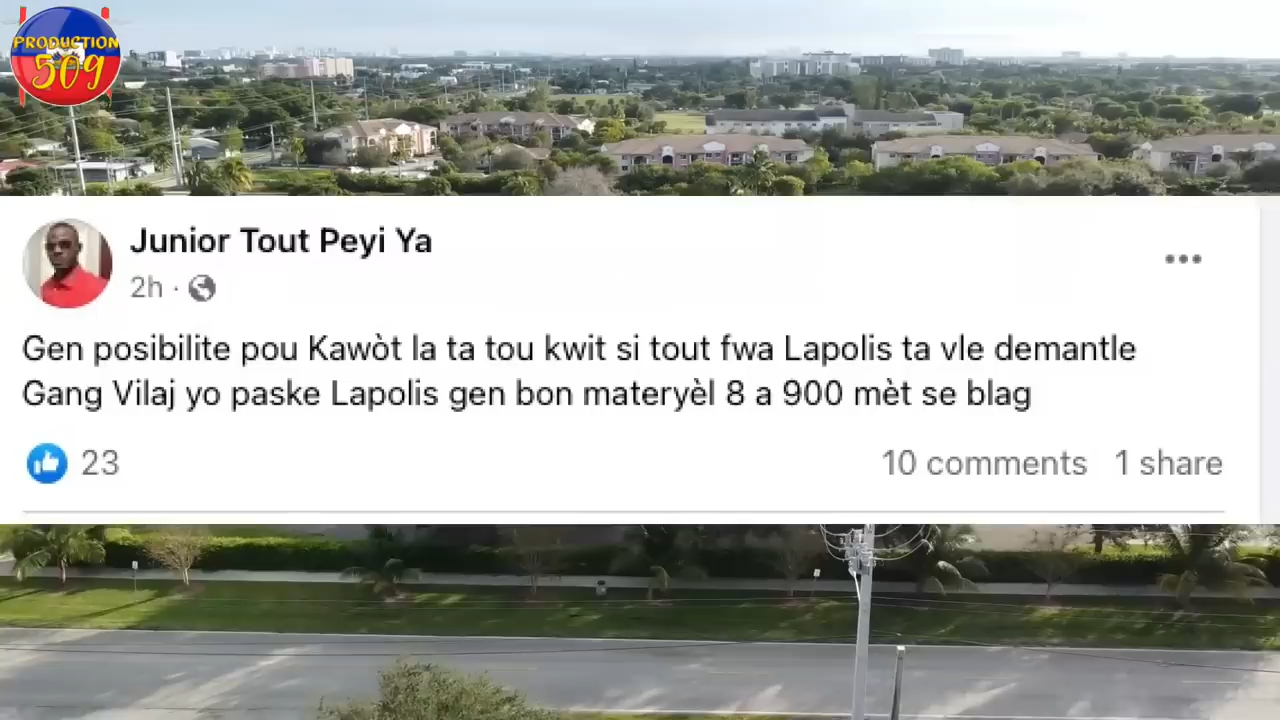 PRODUCTION
509
Junior Tout Peyi Ya
2h ·
Gen posibilite pou Kawòt la ta tou kwit si tout fwa Lapolis ta vle demantle
Gang Vilaj yo paske Lapolis gen bon materyèl 8 a 900 mèt se blag
23
10 comments 1 share